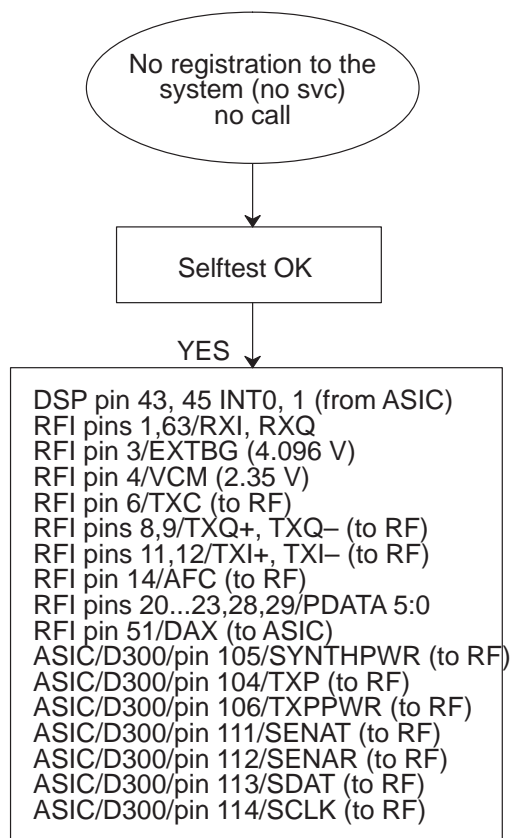 No registration to the
system (no svc)
no call
Selftest OK
YES
DSP pin 43, 45 INT0, 1 (from ASIC)
RFI pins 1,63/RXI, RXQ
RFI pin 3/EXTBG (4.096 V)
RFI pin 4/VCM (2.35 V)
RFI pin 6/TXC (to RF)
RFI pins 8,9/TXQ+, TXQ– (to RF)
RFI pins 11,12/TXI+, TXI– (to RF)
RFI pin 14/AFC (to RF)
RFI pins 20...23,28,29/PDATA 5:0
RFI pin 51/DAX (to ASIC)
ASIC/D300/pin 105/SYNTHPWR (to RF)
ASIC/D300/pin 104/TXP (to RF)
ASIC/D300/pin 106/TXPPWR (to RF)
ASIC/D300/pin 111/SENAT (to RF)
ASIC/D300/pin 112/SENAR (to RF)
ASIC/D300/pin 113/SDAT (to RF)
ASIC/D300/pin 114/SCLK (to RF)